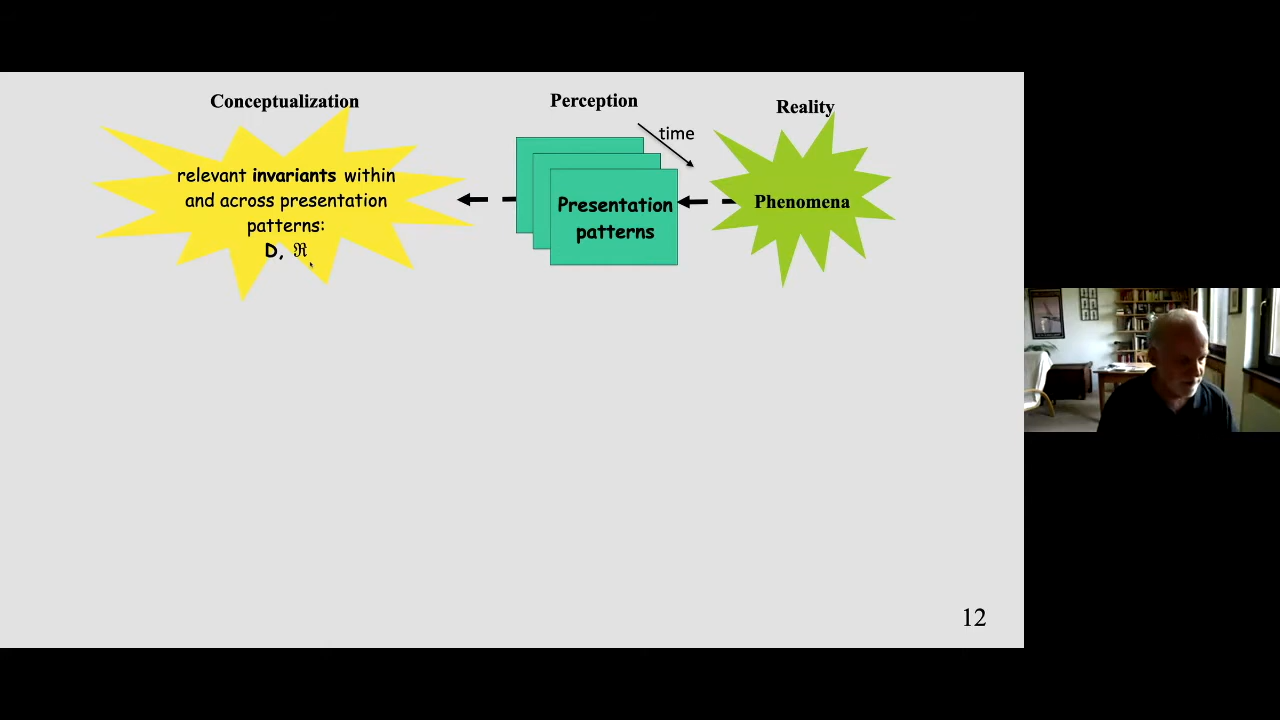 Conceptualization
Perception
Reality
time
relevant invariants within
and across presentation
patterns:
D, ℜ
Presentation
patterns
Phenomena
12